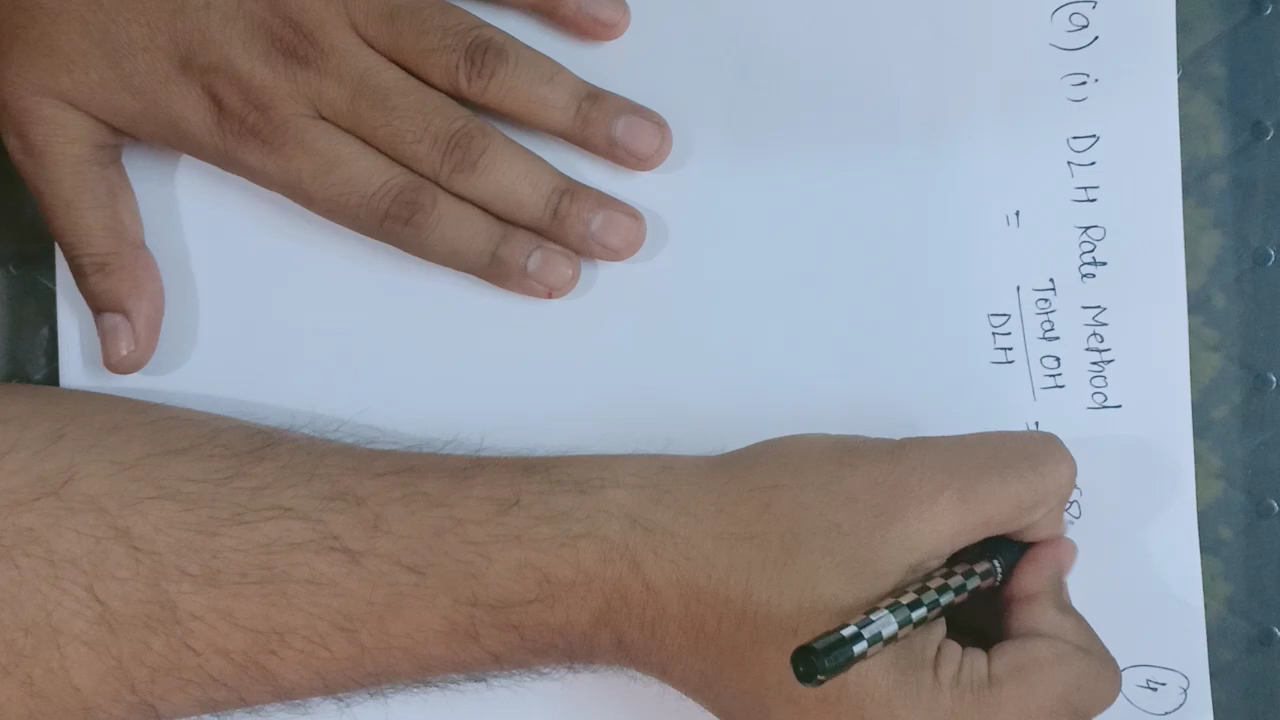 (a) (i) DLH Rate Method
= Total OH =
DLH
4